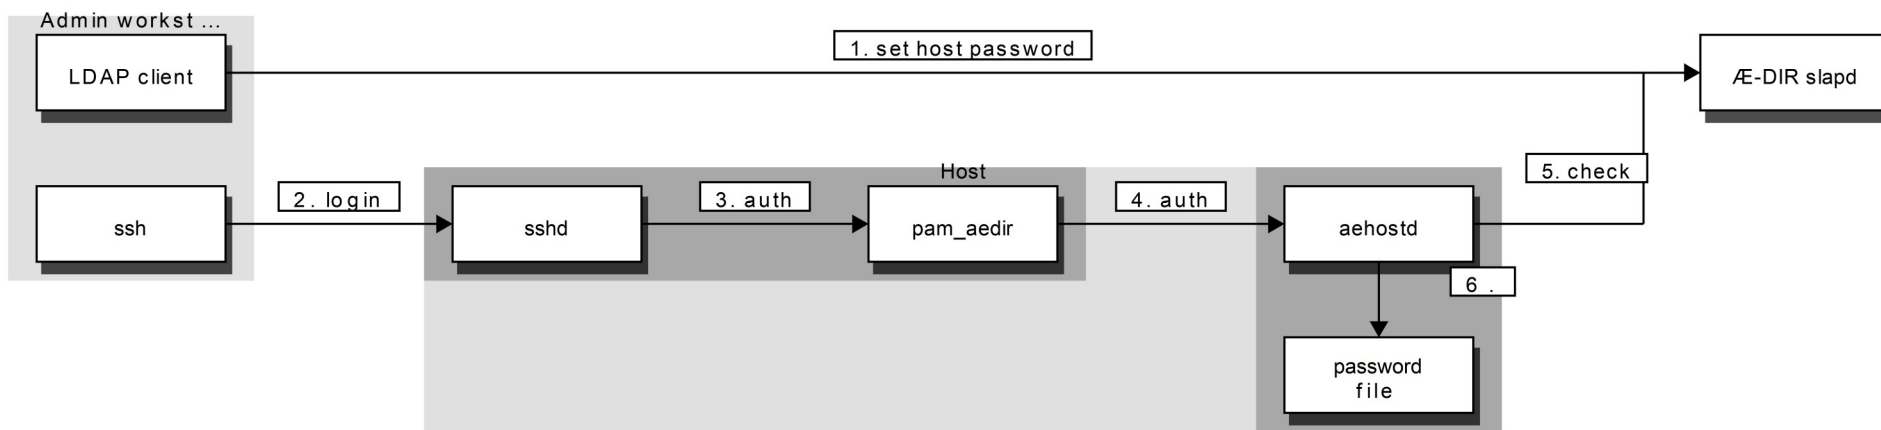 Admin workst ...
LDAP client
1. set host password
Æ-DIR slapd
Host
5. check
ssh
2. login
sshd
3. auth
pam_aedir
4. auth
aehostd
6 .
password
file